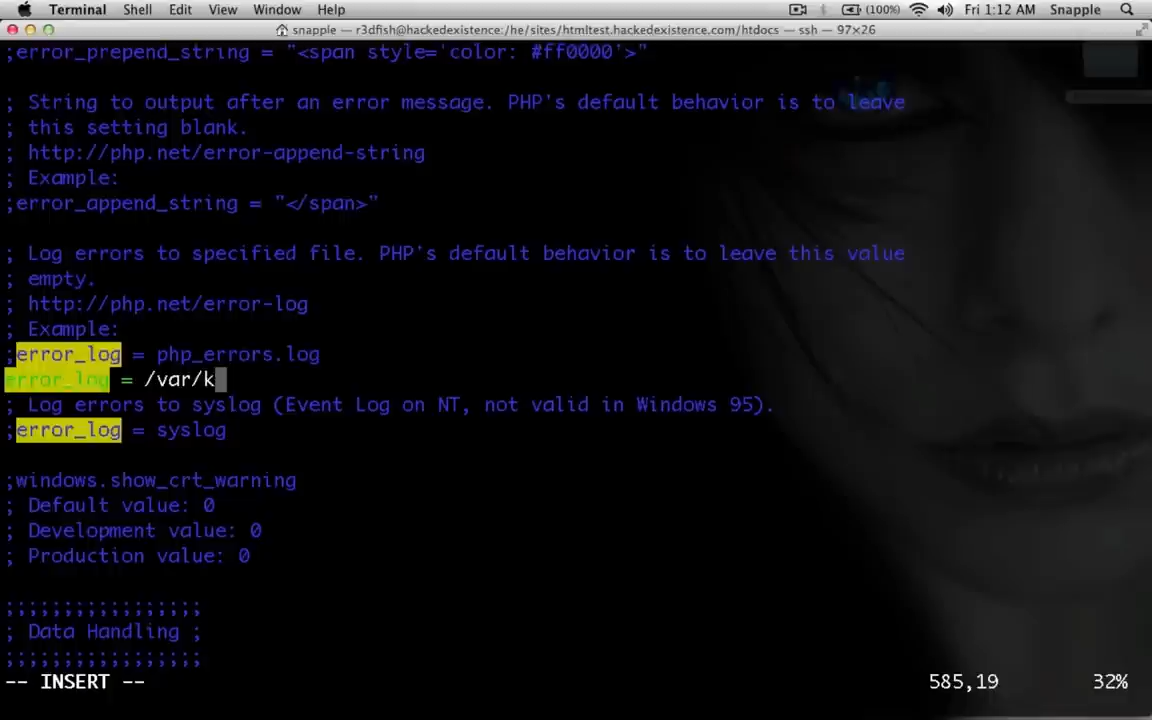 Terminal Shell Edit View Window Help (100%) Fri 1:12 AM Snapple
snapple — r3dfish@hackedexistence:/he/sites/htmltest.hackedexistence.com/htdocs — ssh — 97×26
;error_prepend_string = "<span style='color: #ff0000'>"
; String to output after an error message. PHP's default behavior is to leave
; this setting blank.
; http://php.net/error-append-string
; Example:
;error_append_string = "</span>"
; Log errors to specified file. PHP's default behavior is to leave this value
; empty.
; http://php.net/error-log
; Example:
;error_log = php_errors.log
error_log = /var/k
; Log errors to syslog (Event Log on NT, not valid in Windows 95).
;error_log = syslog
;windows.show_crt_warning
; Default value: 0
; Development value: 0
; Production value: 0
;;;;;;;;;;;;;;;;;
; Data Handling ;
;;;;;;;;;;;;;;;;;
-- INSERT -- 585,19 32%